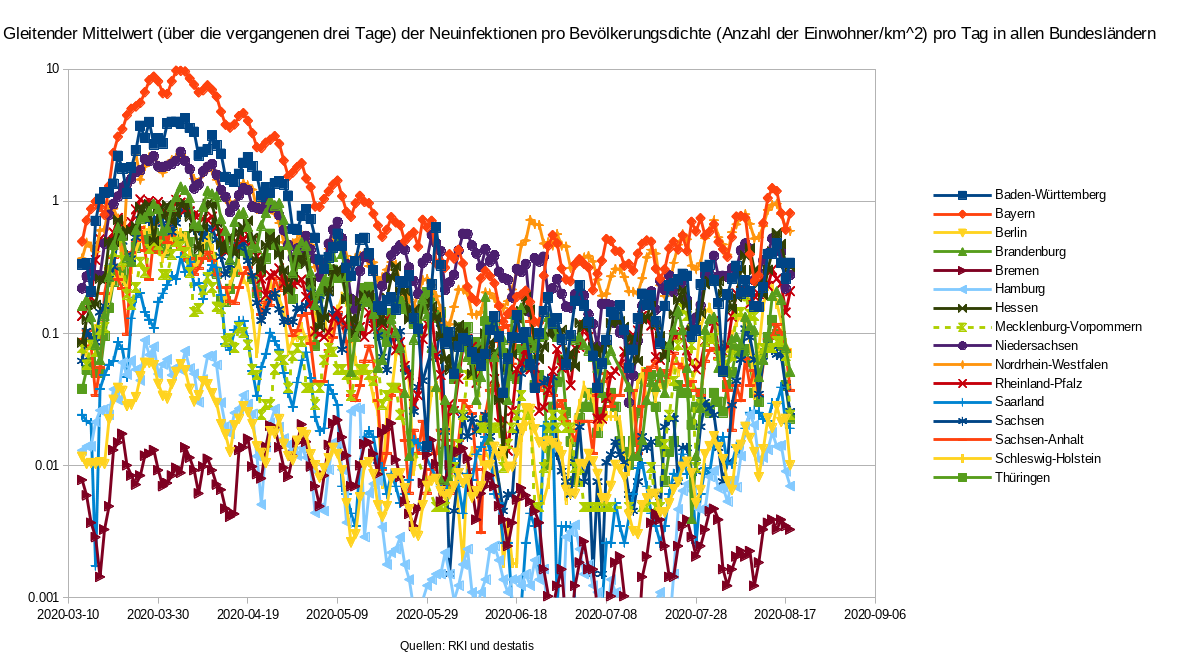 Gleitender Mittelwert (über die vergangenen drei Tage) der Neuinfektionen pro Bevölkerungsdichte (Anzahl der Einwohner/km^2) pro Tag in allen Bundesländern
10
1
0.1
0.01
0.001
2020-03-10
2020-03-30
2020-04-19
2020-05-09
2020-05-29
2020-06-18
2020-07-08
2020-07-28
2020-08-17
2020-09-06
Quellen: RKI und destatis
Baden-Württemberg
Bayern
Berlin
Brandenburg
Bremen
Hamburg
Hessen
Mecklenburg-Vorpommern
Niedersachsen
Nordrhein-Westfalen
Rheinland-Pfalz
Saarland
Sachsen
Sachsen-Anhalt
Schleswig-Holstein
Thüringen